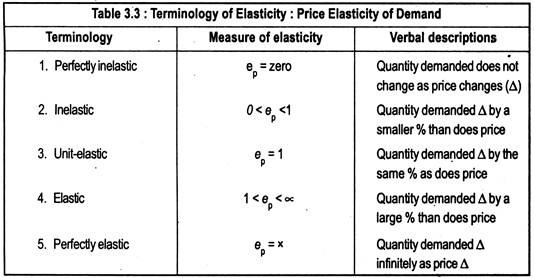 Table 3.3 : Terminology of Elasticity : Price Elasticity of Demand
Terminology Measure of elasticity Verbal descriptions
1. Perfectly inelastic e_p = zero Quantity demanded does not
change as price changes (Δ)
2. Inelastic 0 < e_p < 1 Quantity demanded Δ by a
smaller % than does price
3. Unit-elastic e_p = 1 Quantity demanded Δ by the
same % as does price
4. Elastic 1 < e_p < ∝ Quantity demanded Δ by a
large % than does price
5. Perfectly elastic e_p = x Quantity demanded Δ
infinitely as price Δ